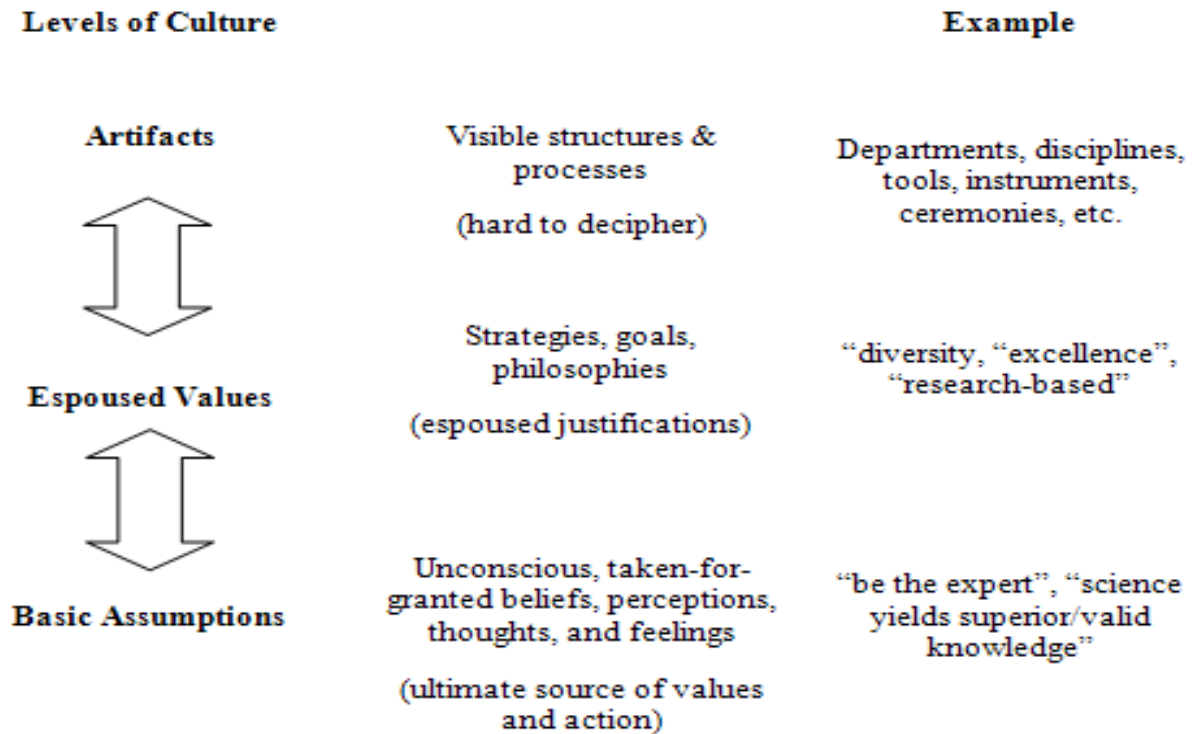 Levels of Culture
Example
Artifacts
Visible structures &
processes
(hard to decipher)
Departments, disciplines,
tools, instruments,
ceremonies, etc.
Espoused Values
Strategies, goals,
philosophies
(espoused justifications)
“diversity, “excellence”,
“research-based”
Basic Assumptions
Unconscious, taken-for-
granted beliefs, perceptions,
thoughts, and feelings
(ultimate source of values
and action)
“be the expert”, “science
yields superior/valid
knowledge”